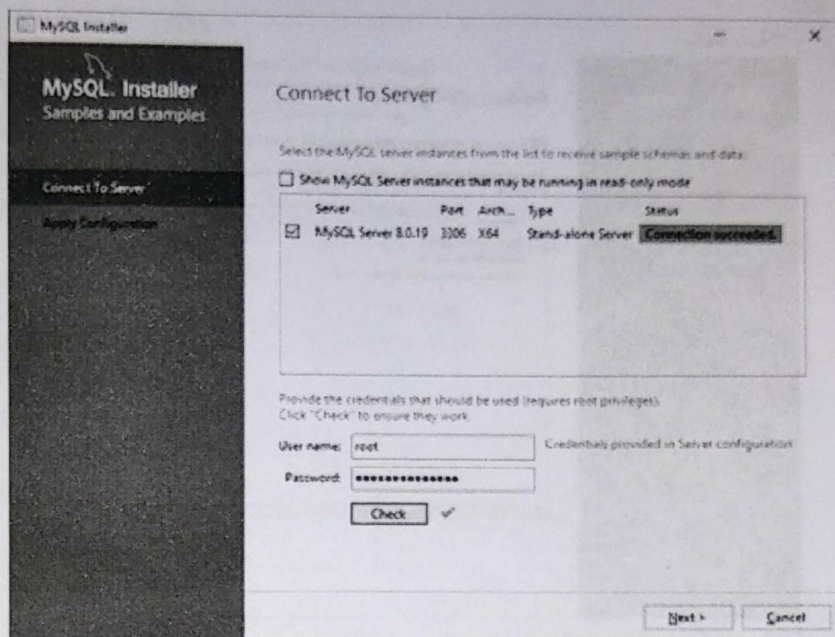 MySQL Installer
MySQL Installer
Samples and Examples
Connect To Server
Apply Configuration
Connect To Server
Select the MySQL server instances from the list to receive sample schemas and data.
Show MySQL Server instances that may be running in read-only mode
Server Port Arch... Type Status
MySQL Server 8.0.19 3306 X64 Stand-alone Server Connection succeeded.
Provide the credentials that should be used (requires root privileges).
Click "Check" to ensure they work.
User name: root Credentials provided in Server configuration
Password: ••••••••••••••
Check
Next > Cancel